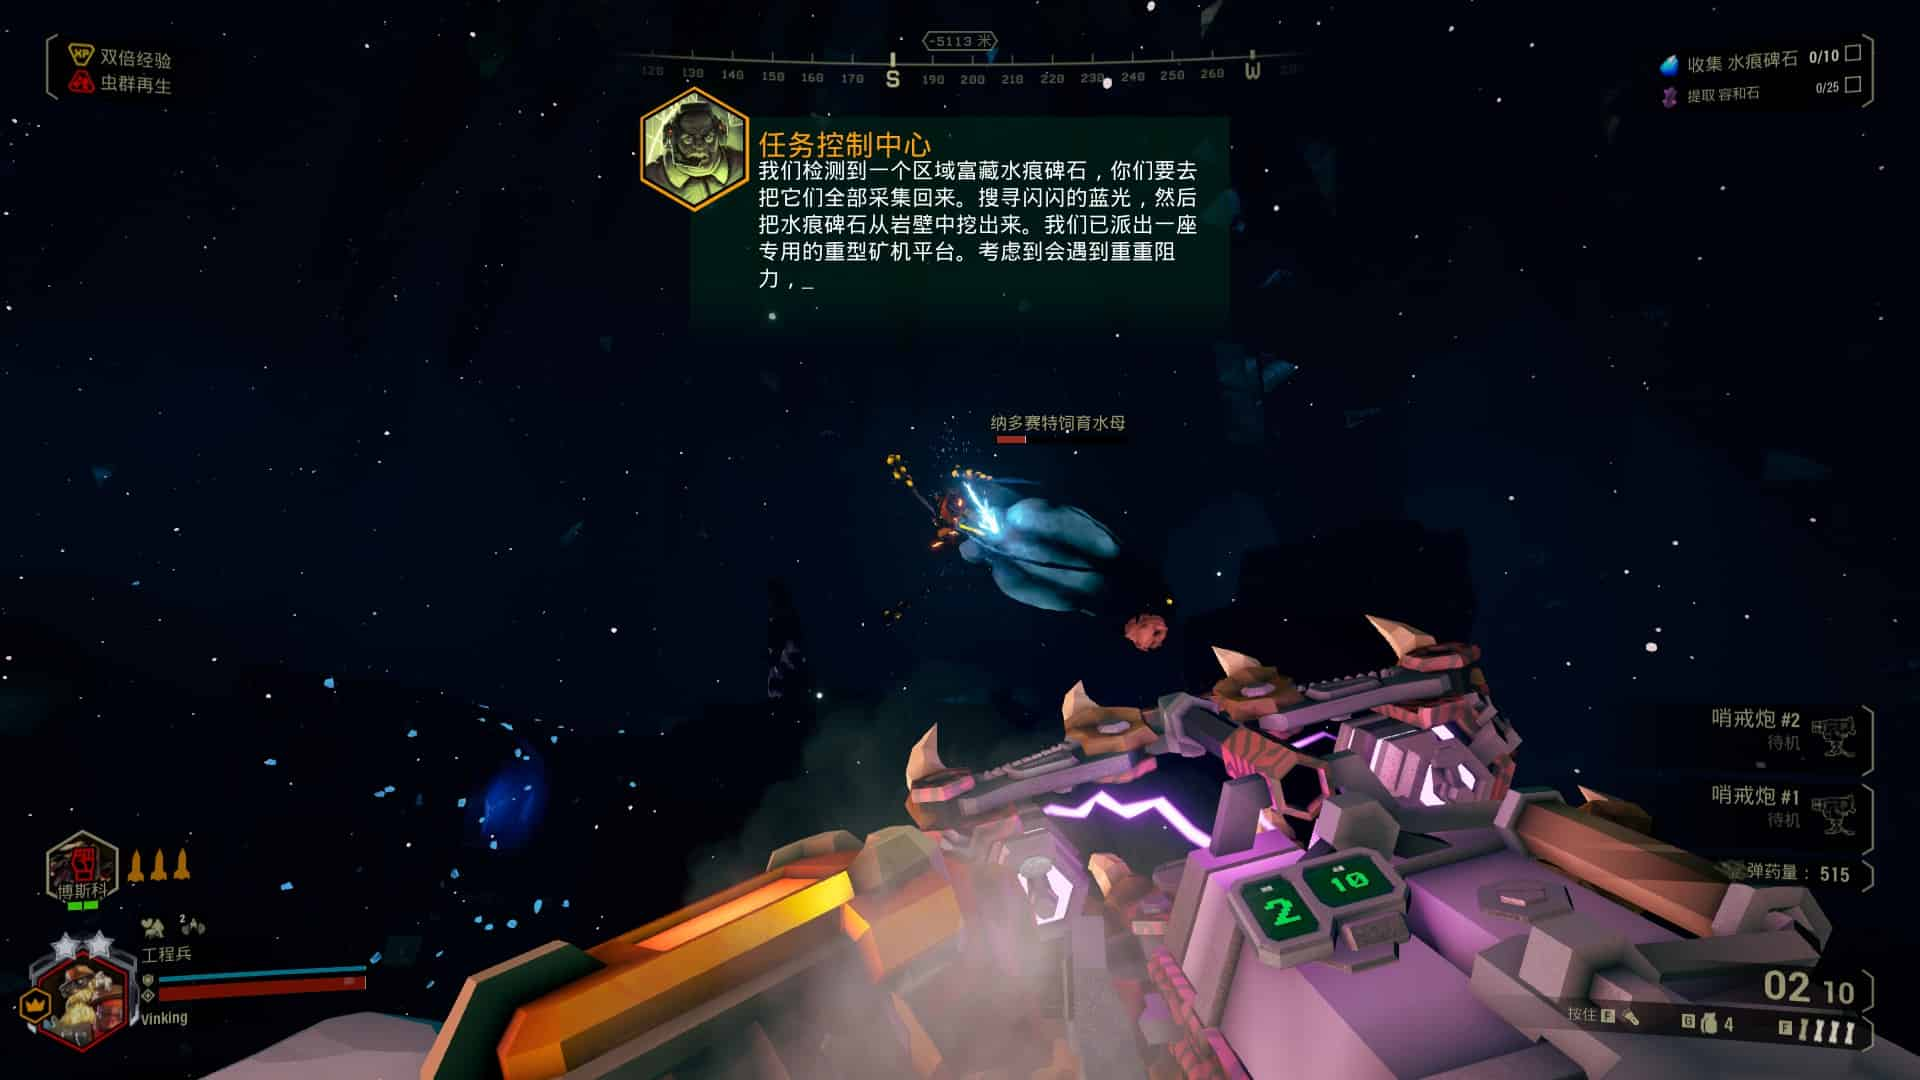 双倍经验
虫群再生
-5113 米
120 130 140 150 160 170 S 190 200 210 220 230 240 250 260 W
收集 水痕碑石 0/10
提取 容和石 0/25
任务控制中心
我们检测到一个区域富藏水痕碑石，你们要去
把它们全部采集回来。搜寻闪闪的蓝光，然后
把水痕碑石从岩壁中挖出来。我们已派出一座
专用的重型矿机平台。考虑到会遇到重重阻
力，_
纳多赛特饲育水母
哨戒炮 #2
待机
哨戒炮 #1
待机
弹药量： 515
2 10
博斯科
2
工程兵
Vinking
02 10
按住 F
G 4
F